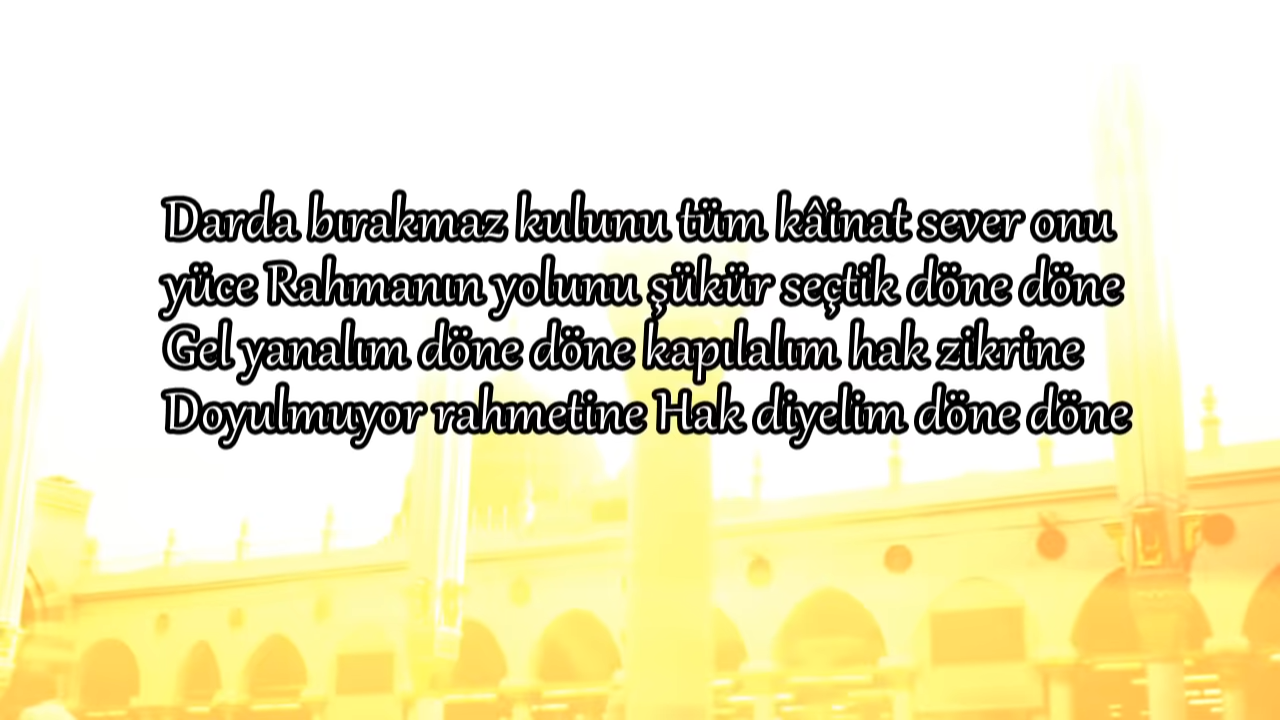 Darda bırakmaz kulunu tüm kâinat sever onu
yüce Rahmanın yolunu şükür seçtik döne döne
Gel yanalım döne döne kapılalım hak zikrine
Doyulmuyor rahmetine Hak diyelim döne döne